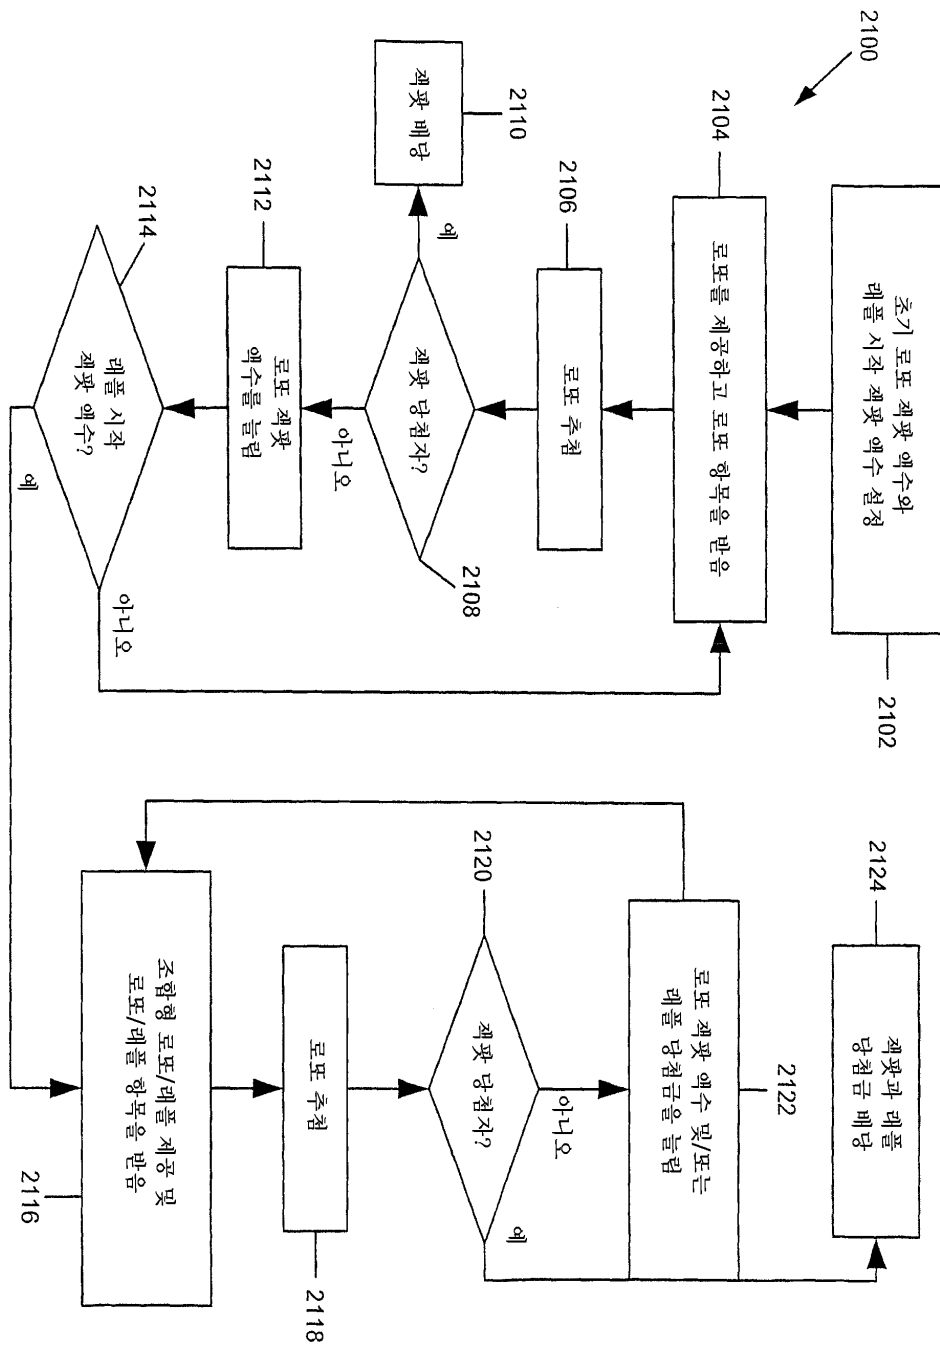 2100
초기 로또 잭팟 액수와
래플 시작 잭팟 액수 설정
2102
2104
로또를 제공하고 로또 항목을 받음
2106
로또 추첨
잭팟 당첨자?
2108
예
2110
잭팟 배당
아니오
2112
로또 잭팟
액수를 늘림
2114
래플 시작
잭팟 액수?
아니오
예
조합형 로또/래플 제공 및
로또/래플 항목을 받음
2116
로또 추첨
2118
2120
잭팟 당첨자?
아니오
예
로또 잭팟 액수 및/또는
래플 당첨금을 늘림
2122
2124
잭팟과 래플
당첨금 배당